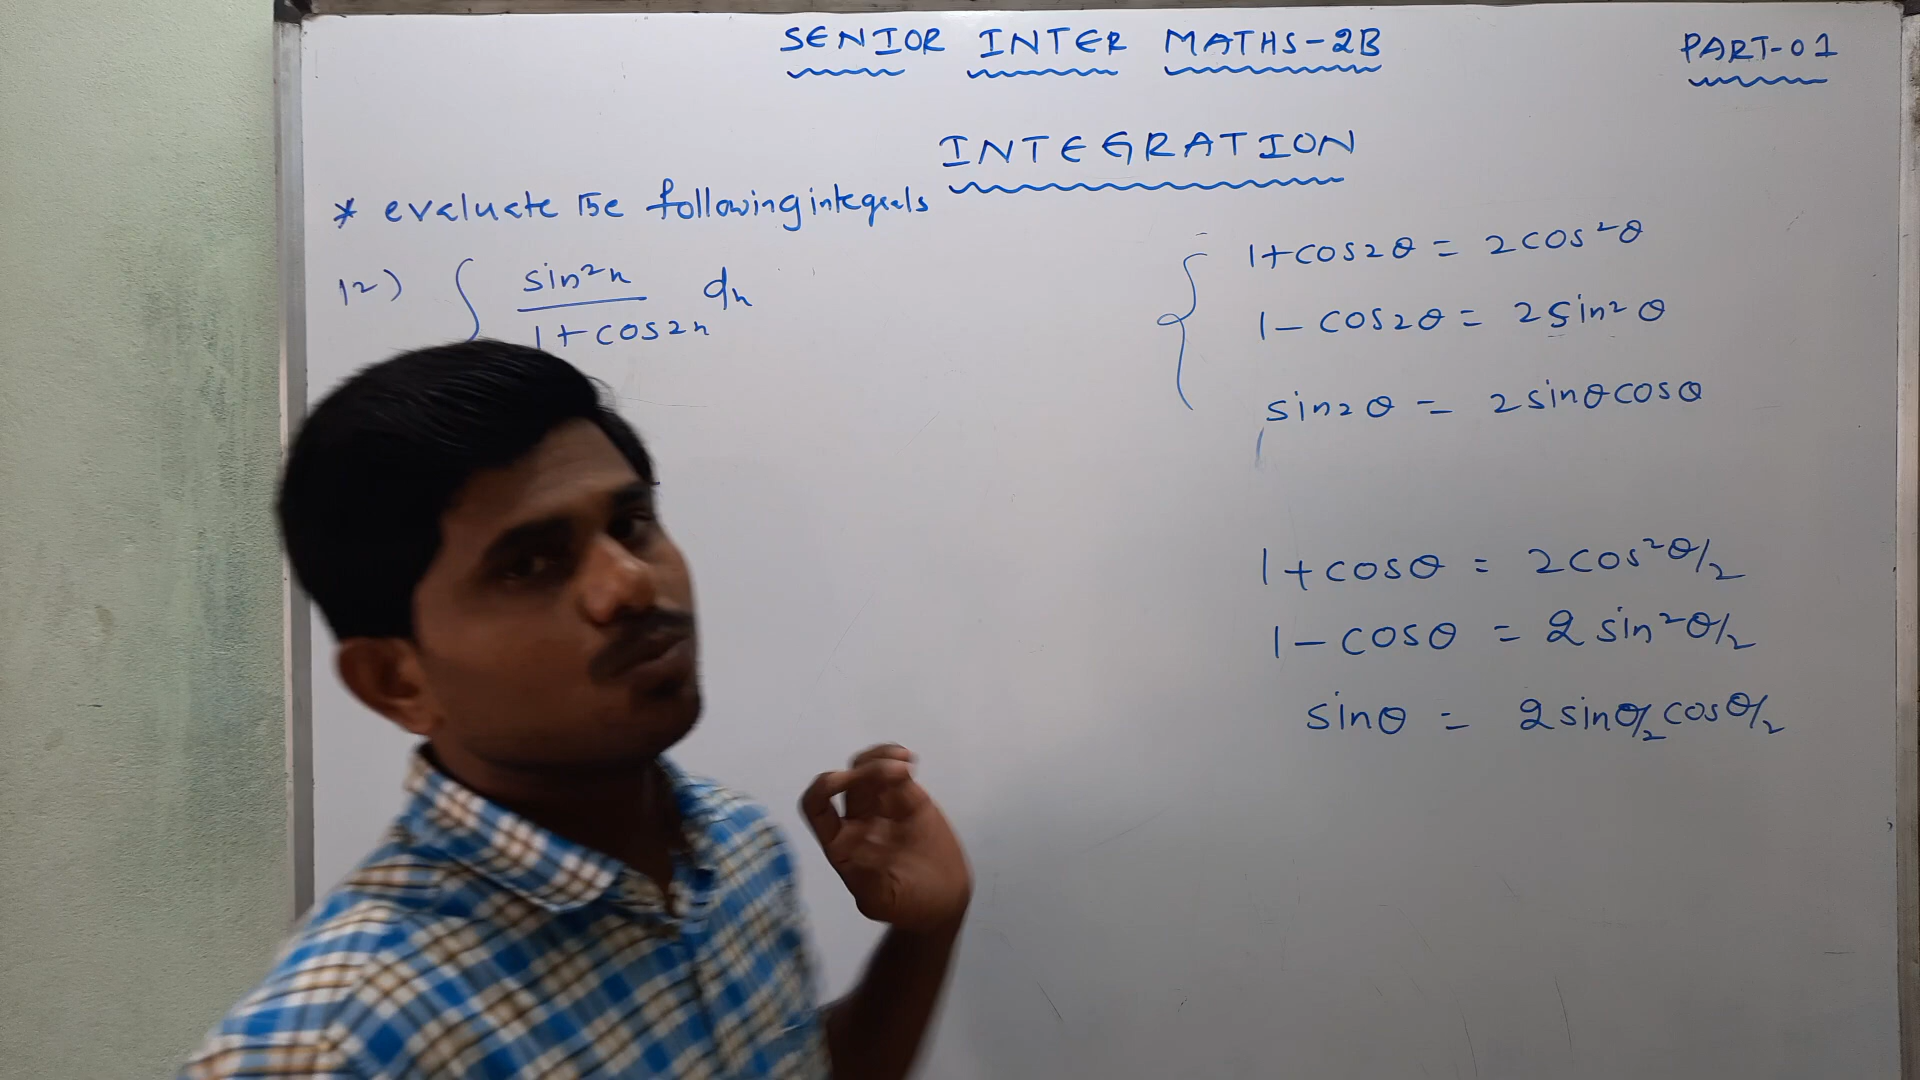 SENIOR INTER MATHS-2B
PART-01
INTEGRATION
* evaluate the following integrals
12) ∫ sin²x / 1+cos2x dx
1+cos2θ = 2cos²θ
1-cos2θ = 2sin²θ
sin2θ = 2sinθcosθ
1+cosθ = 2cos²θ/2
1-cosθ = 2sin²θ/2
sinθ = 2sinθ/2 cosθ/2